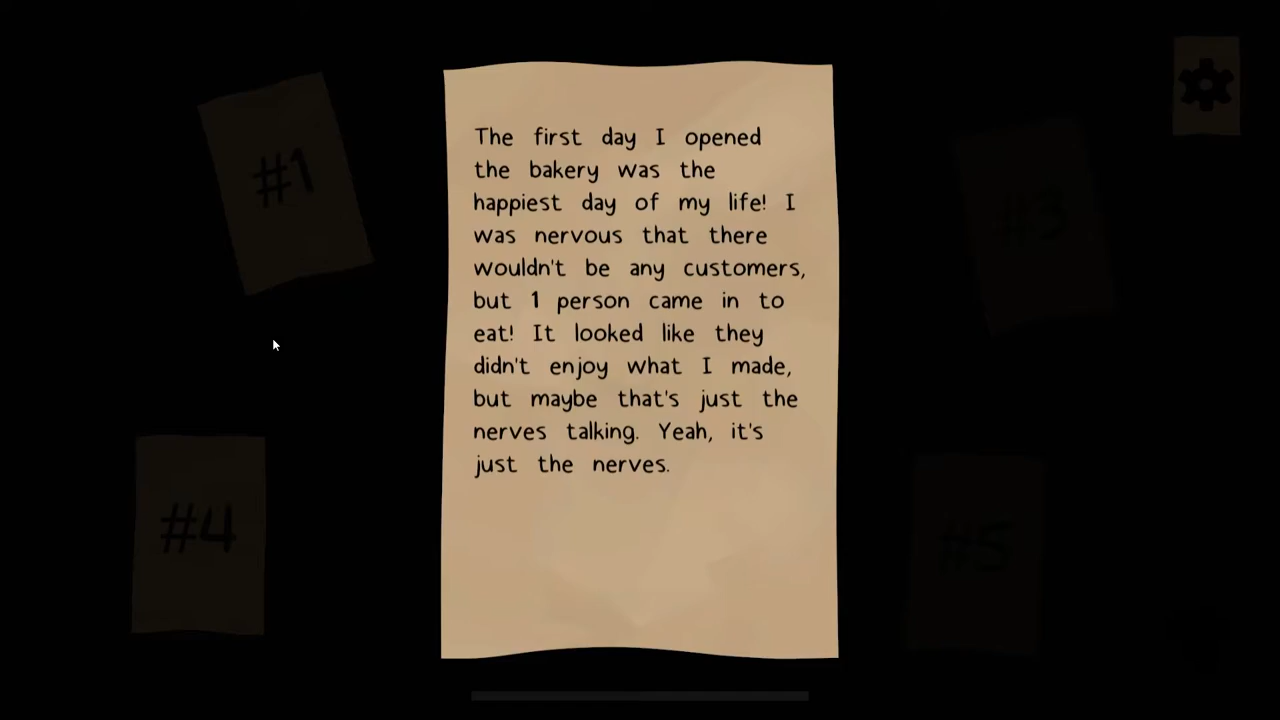 #1
The first day I opened
the bakery was the
happiest day of my life! I
was nervous that there
wouldn't be any customers,
but 1 person came in to
eat! It looked like they
didn't enjoy what I made,
but maybe that's just the
nerves talking. Yeah, it's
just the nerves.
#3
#4
#5